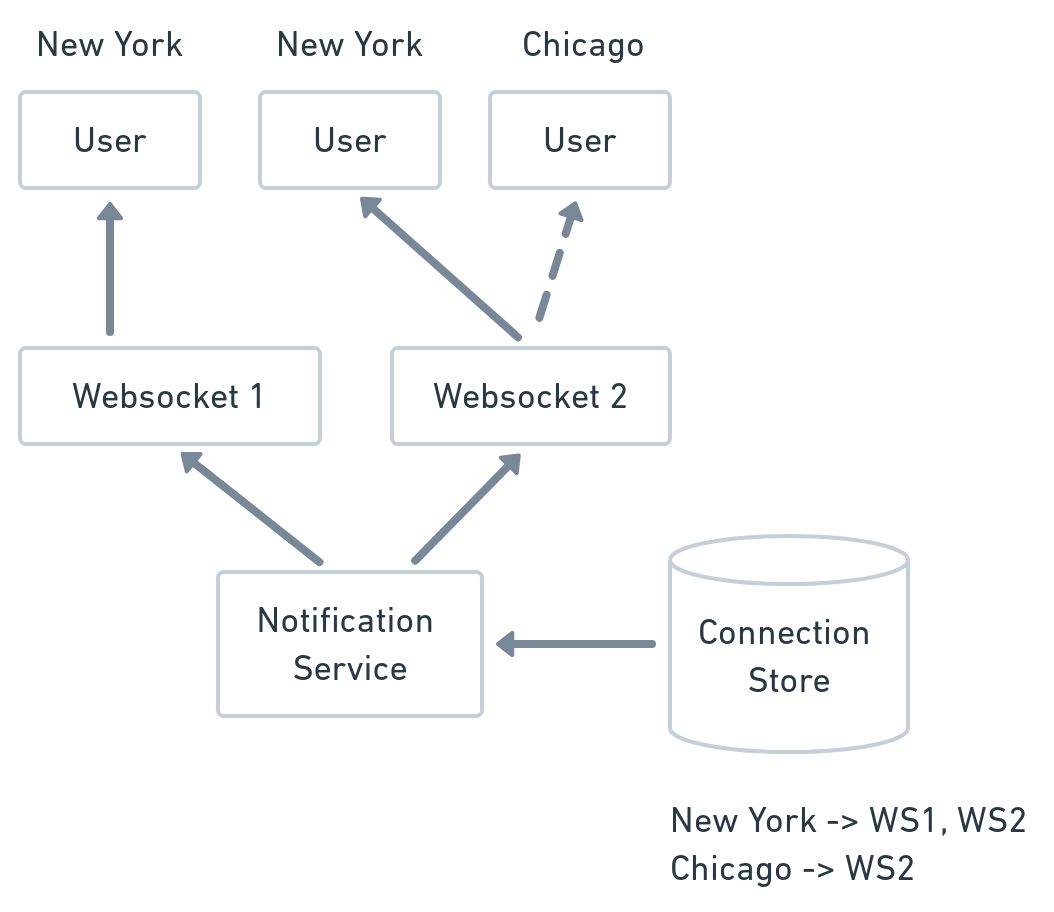 New York
New York
Chicago
User
User
User
Websocket 1
Websocket 2
Notification
Service
Connection
Store
New York -> WS1, WS2
Chicago -> WS2